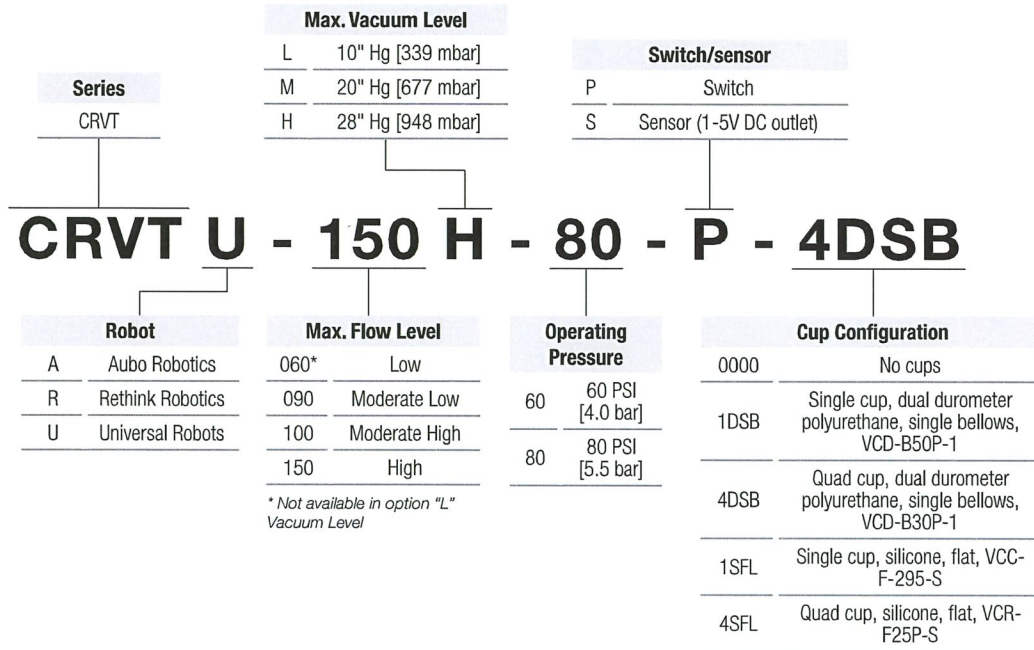 Max. Vacuum Level
L 10" Hg [339 mbar]
M 20" Hg [677 mbar]
H 28" Hg [948 mbar]
Switch/sensor
P Switch
S Sensor (1-5V DC outlet)
Series
CRVT
CRVT U - 150 H - 80 - P - 4DSB
Robot
A Aubo Robotics
R Rethink Robotics
U Universal Robots
Max. Flow Level
060* Low
090 Moderate Low
100 Moderate High
150 High
* Not available in option "L"
Vacuum Level
Operating
Pressure
60 60 PSI
[4.0 bar]
80 80 PSI
[5.5 bar]
Cup Configuration
0000 No cups
1DSB Single cup, dual durometer
polyurethane, single bellows,
VCD-B50P-1
4DSB Quad cup, dual durometer
polyurethane, single bellows,
VCD-B30P-1
1SFL Single cup, silicone, flat, VCC-
F-295-S
4SFL Quad cup, silicone, flat, VCR-
F25P-S